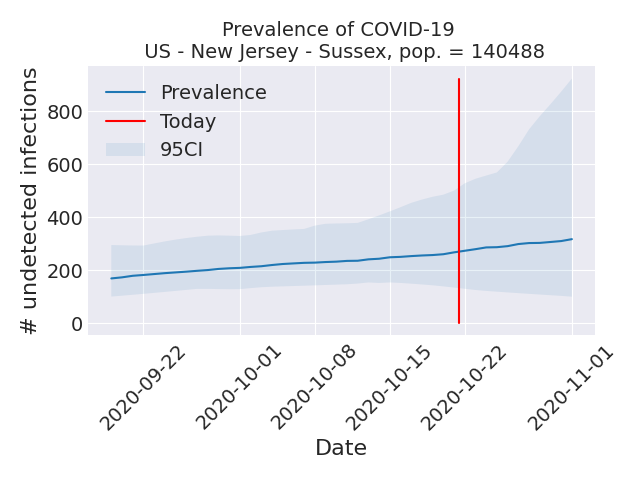 Prevalence of COVID-19
US - New Jersey - Sussex, pop. = 140488
# undetected infections
800
600
400
200
0
Prevalence
Today
95CI
2020-09-22
2020-10-01
2020-10-08
2020-10-15
2020-10-22
2020-11-01
Date